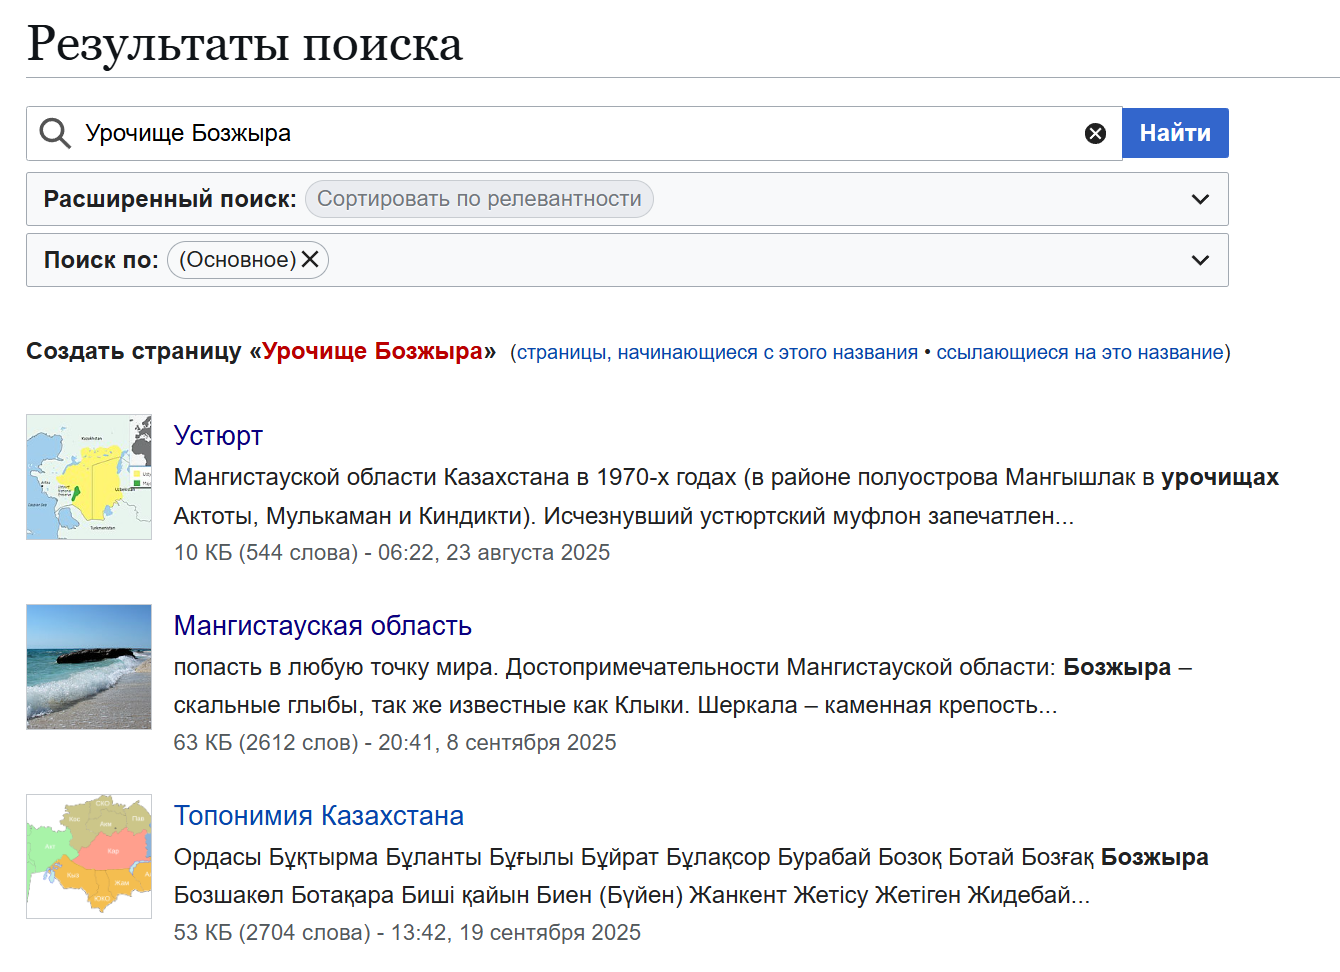 Результаты поиска
Урочище Бозжыра
Найти
Расширенный поиск: Сортировать по релевантности
Поиск по: (Основное)
Создать страницу «Урочище Бозжыра» (страницы, начинающиеся с этого названия • ссылающиеся на это название)
Устюрт
Мангистауской области Казахстана в 1970-х годах (в районе полуострова Мангышлак в урочищах
Актоты, Мулькаман и Киндикти). Исчезнувший устюртский муфлон запечатлен...
10 КБ (544 слова) - 06:22, 23 августа 2025
Мангистауская область
попасть в любую точку мира. Достопримечательности Мангистауской области: Бозжыра –
скальные глыбы, так же известные как Клыки. Шеркала – каменная крепость...
63 КБ (2612 слов) - 20:41, 8 сентября 2025
Топонимия Казахстана
Ордасы Бұқтырма Бұланты Бұғылы Бұйрат Бұлақсор Бурабай Бозоқ Ботай Бозғақ Бозжыра
Бозшакөл Ботақара Биші қайын Биен (Бүйен) Жанкент Жетісу Жетіген Жидебай...
53 КБ (2704 слова) - 13:42, 19 сентября 2025